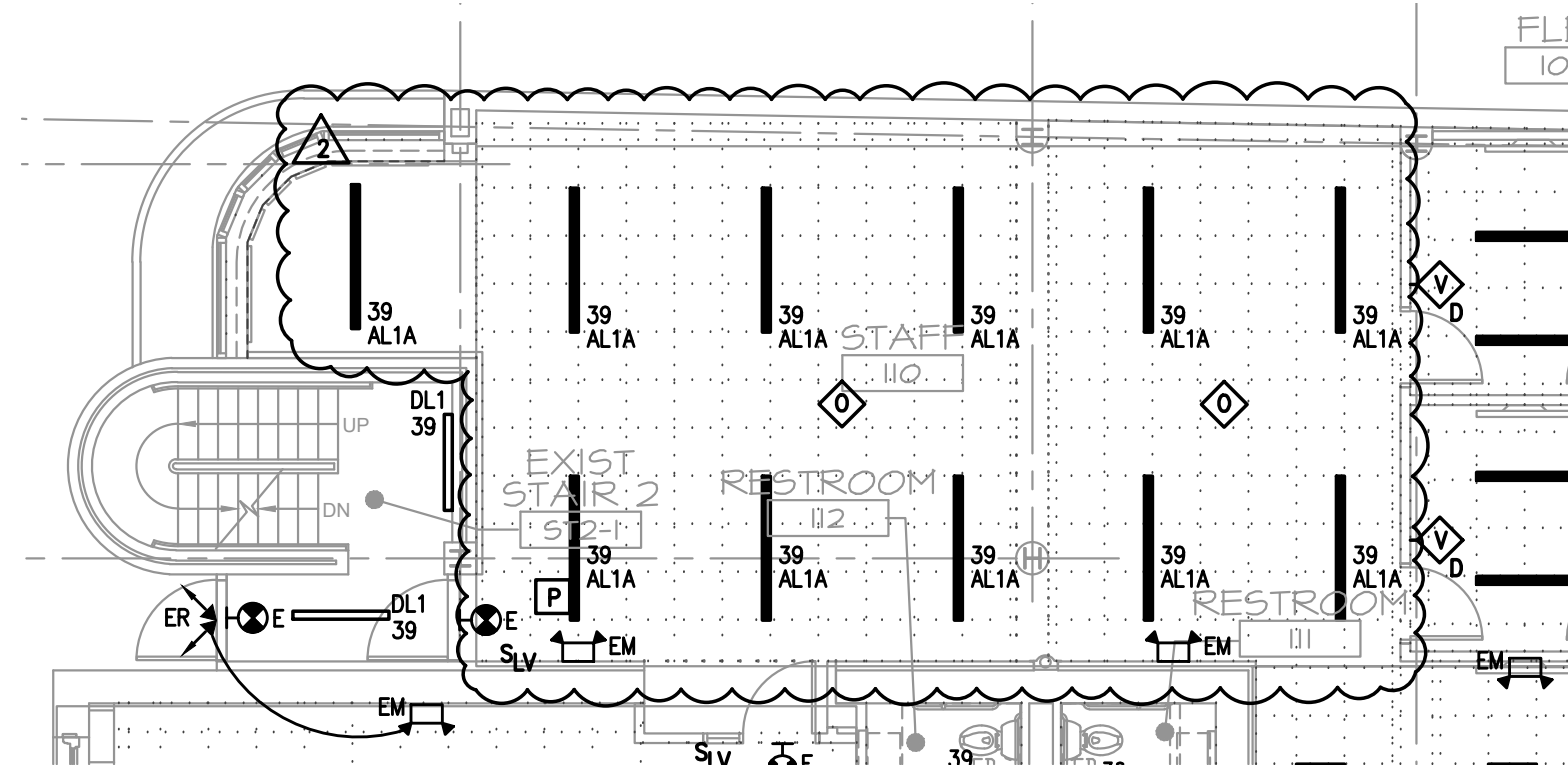 FL
10
2
39
AL1A
39
AL1A
39
AL1A
39
AL1A
39
AL1A
39
AL1A
V
D
STAFF
110
O
O
DL1
39
UP
EXIST
STAIR 2
ST2-1
RESTROOM
112
DN
39
AL1A
39
AL1A
39
AL1A
39
AL1A
39
AL1A
H
V
D
P
RESTROOM
111
ER
E
DL1
39
E
SLV
EM
EM
EM
EM
SLV
E
39